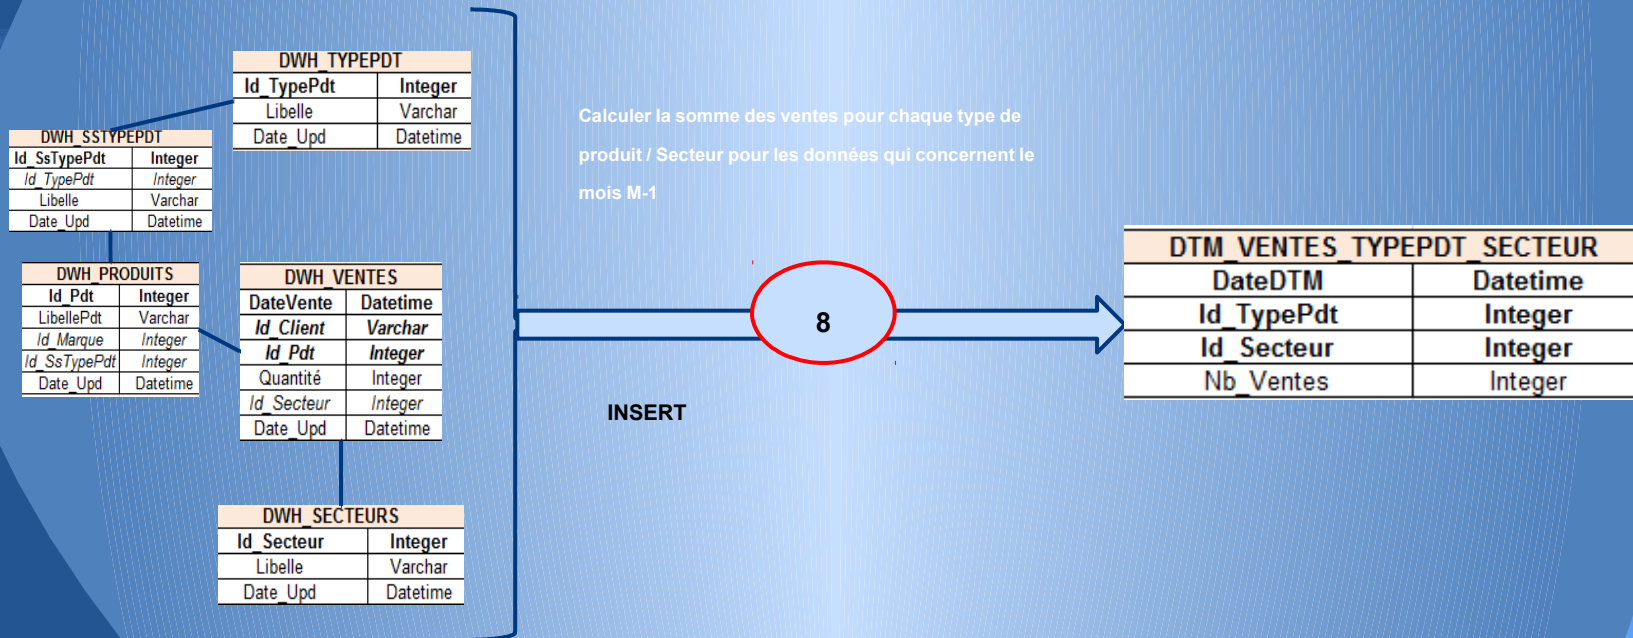 DWH_TYPEPDT
Id_TypePdt Integer
Libelle Varchar
Date_Upd Datetime
DWH_SSTYPEPDT
Id_SsTypePdt Integer
Id_TypePdt Integer
Libelle Varchar
Date_Upd Datetime
DWH_PRODUITS
Id_Pdt Integer
LibellePdt Varchar
Id_Marque Integer
Id_SsTypePdt Integer
Date_Upd Datetime
DWH_VENTES
DateVente Datetime
Id_Client Varchar
Id_Pdt Integer
Quantité Integer
Id_Secteur Integer
Date_Upd Datetime
DWH_SECTEURS
Id_Secteur Integer
Libelle Varchar
Date_Upd Datetime
Calculer la somme des ventes pour chaque type de
produit / Secteur pour les données qui concernent le
mois M-1
8
INSERT
DTM_VENTES_TYPEPDT_SECTEUR
DateDTM Datetime
Id_TypePdt Integer
Id_Secteur Integer
Nb_Ventes Integer